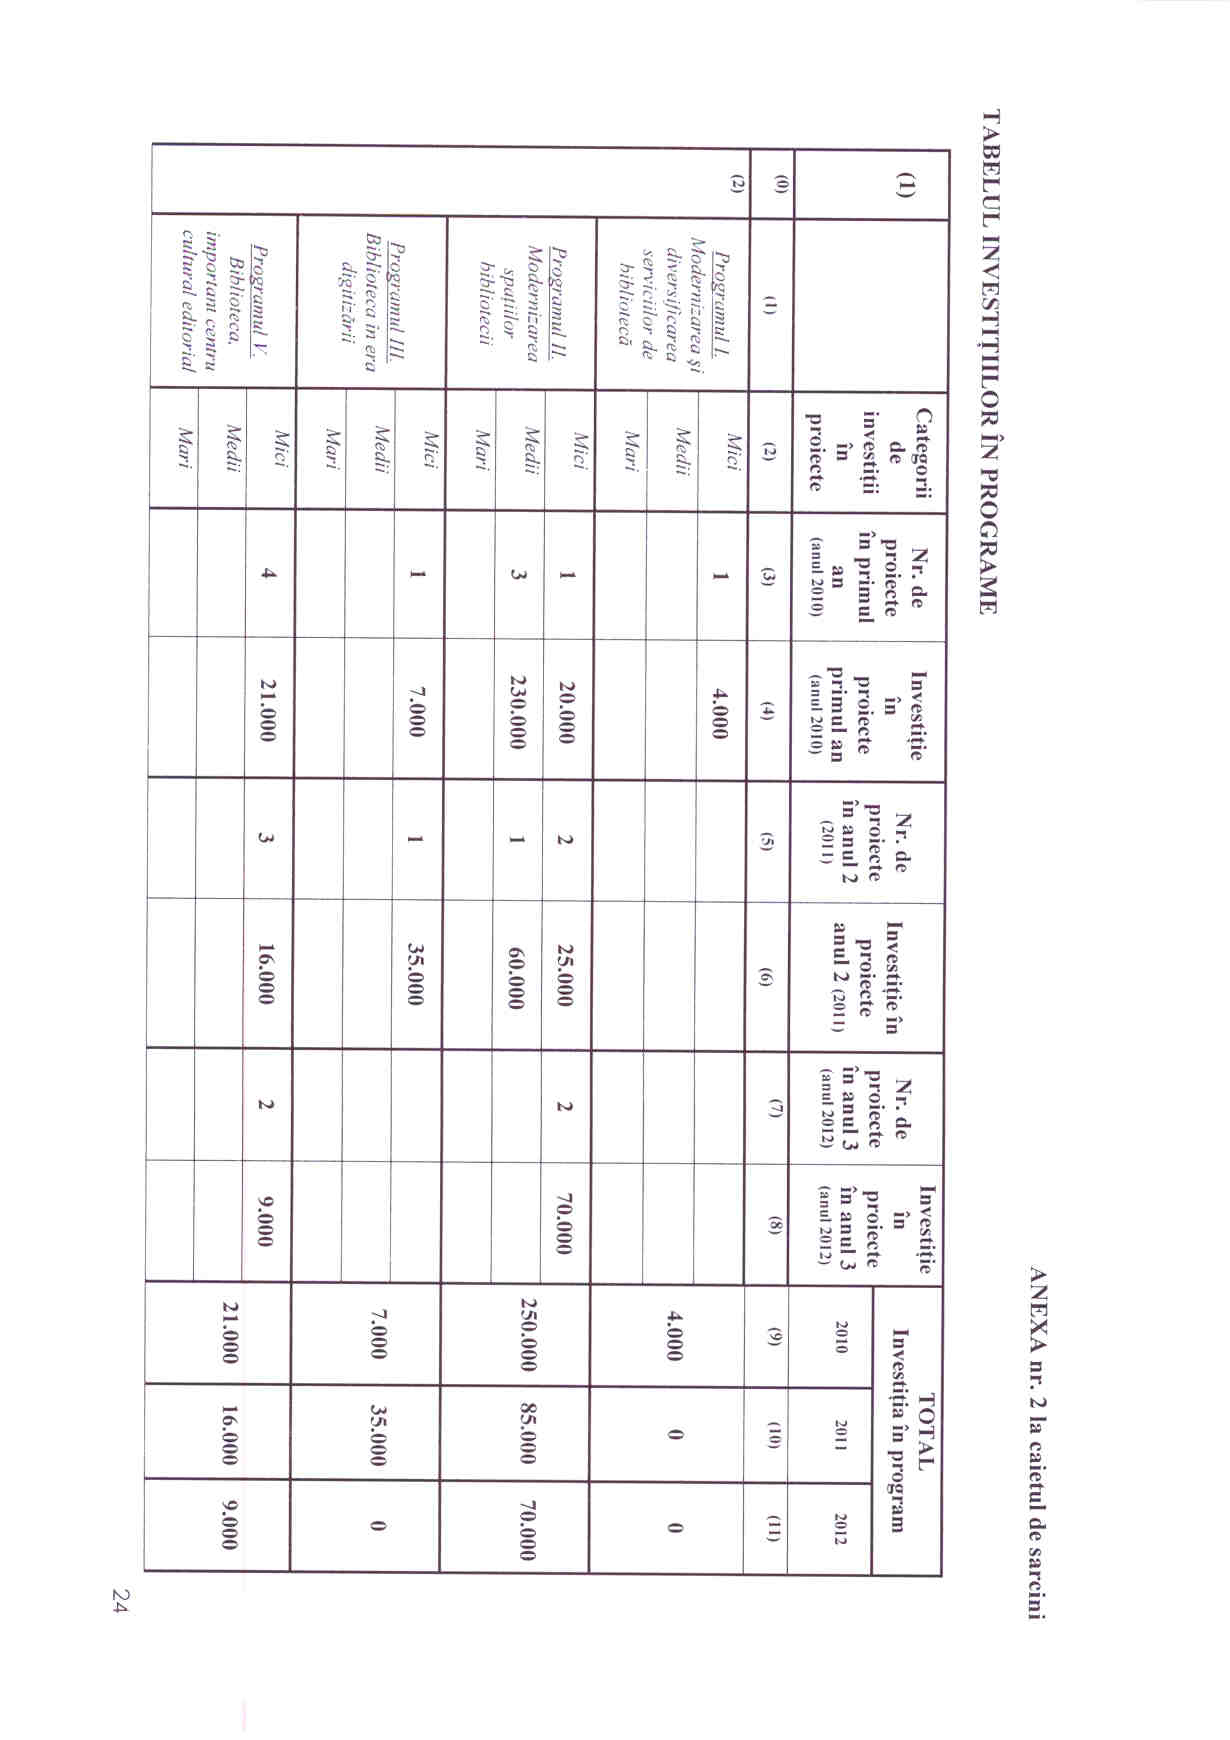 ANEXA nr. 2 la caietul de sarcini
TABELUL INVESTIȚIILOR ÎN PROGRAME
(1)
Categorii
de
investiții
în
proiecte
Nr. de
proiecte
în primul
an
(anul 2010)
Investiție
în
proiecte
primul an
(anul 2010)
Nr. de
proiecte
în anul 2
(2011)
Investiție în
proiecte
anul 2 (2011)
Nr. de
proiecte
în anul 3
(anul 2012)
Investiție
în
proiecte
în anul 3
(anul 2012)
TOTAL
Investiția în program
2010 2011 2012
(0) (1) (2) (3) (4) (5) (6) (7) (8) (9) (10) (11)
(2)
Programul I.
Modernizarea și
diversificarea
serviciilor de
bibliotecă
Mici 1 4.000
Medii
Mari
4.000 0 0
Programul II.
Modernizarea
spațiilor
bibliotecii
Mici 1 20.000 2 25.000 2 70.000
Medii 3 230.000 1 60.000
Mari
250.000 85.000 70.000
Programul III.
Biblioteca în era
digitizării
Mici 1 7.000 1 35.000
Medii
Mari
7.000 35.000 0
Programul V.
Biblioteca,
important centru
cultural editorial
Mici 4 21.000 3 16.000 2 9.000
Medii
Mari
21.000 16.000 9.000
24